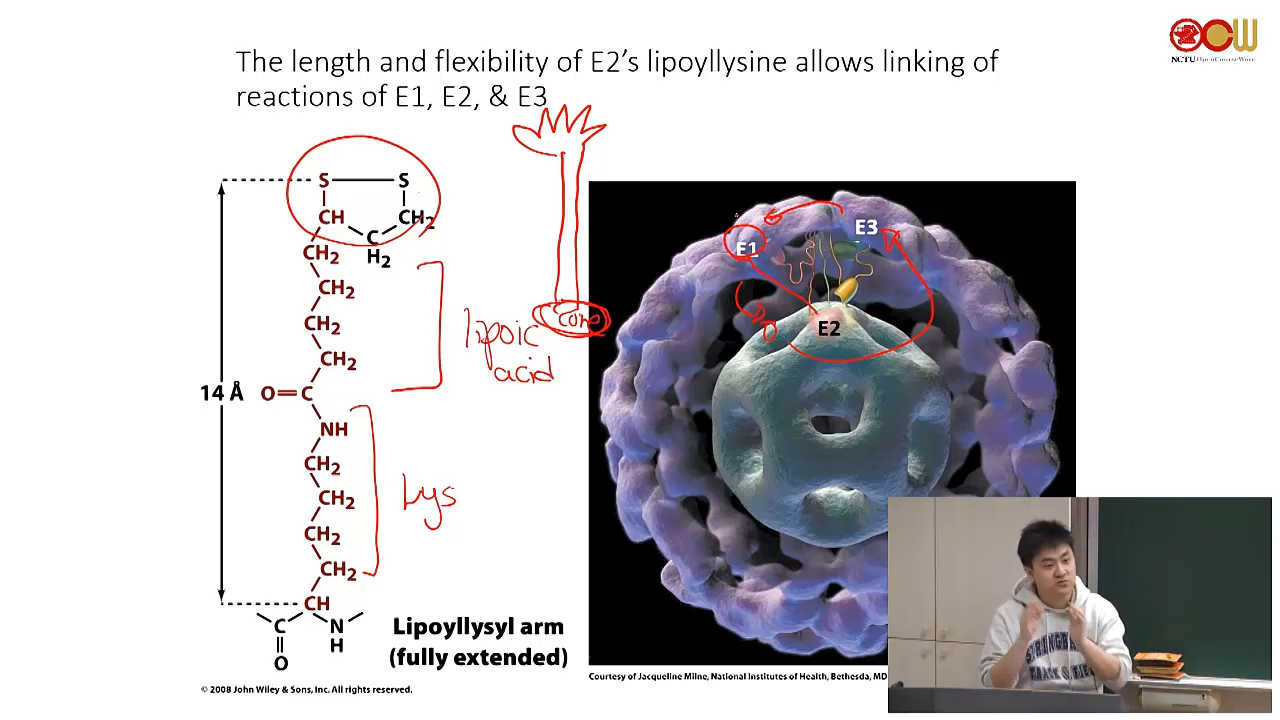 The length and flexibility of E2's lipoyllysine allows linking of
reactions of E1, E2, & E3
OCW
NCTU OpenCourseWare
S
S
CH
CH2
C
H2
CH2
CH2
CH2
CH2
14 Å
O=C
NH
CH2
CH2
CH2
CH2
CH
C
N
H
O
lipoic
acid
Lys
Lipoyllysyl arm
(fully extended)
© 2008 John Wiley & Sons, Inc. All rights reserved.
E1
E3
E2
Courtesy of Jacqueline Milne, National Institutes of Health, Bethesda, MD